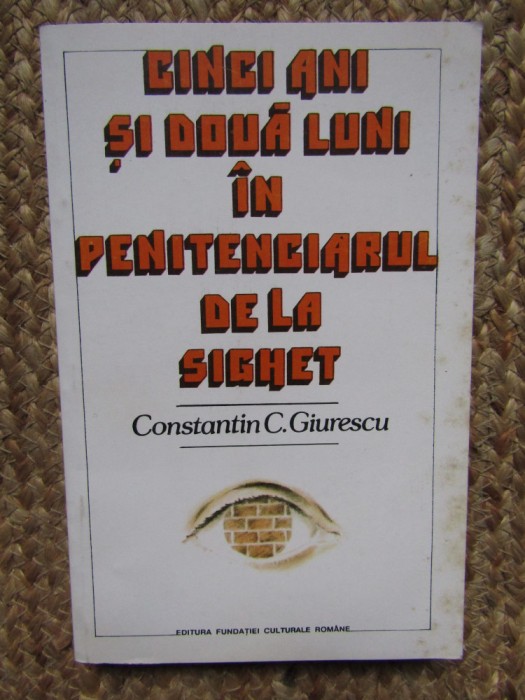 CINCI ANI
ȘI DOUĂ LUNI
ÎN
PENITENCIARUL
DE LA
SIGHET
Constantin C. Giurescu
EDITURA FUNDAȚIEI CULTURALE ROMÂNE